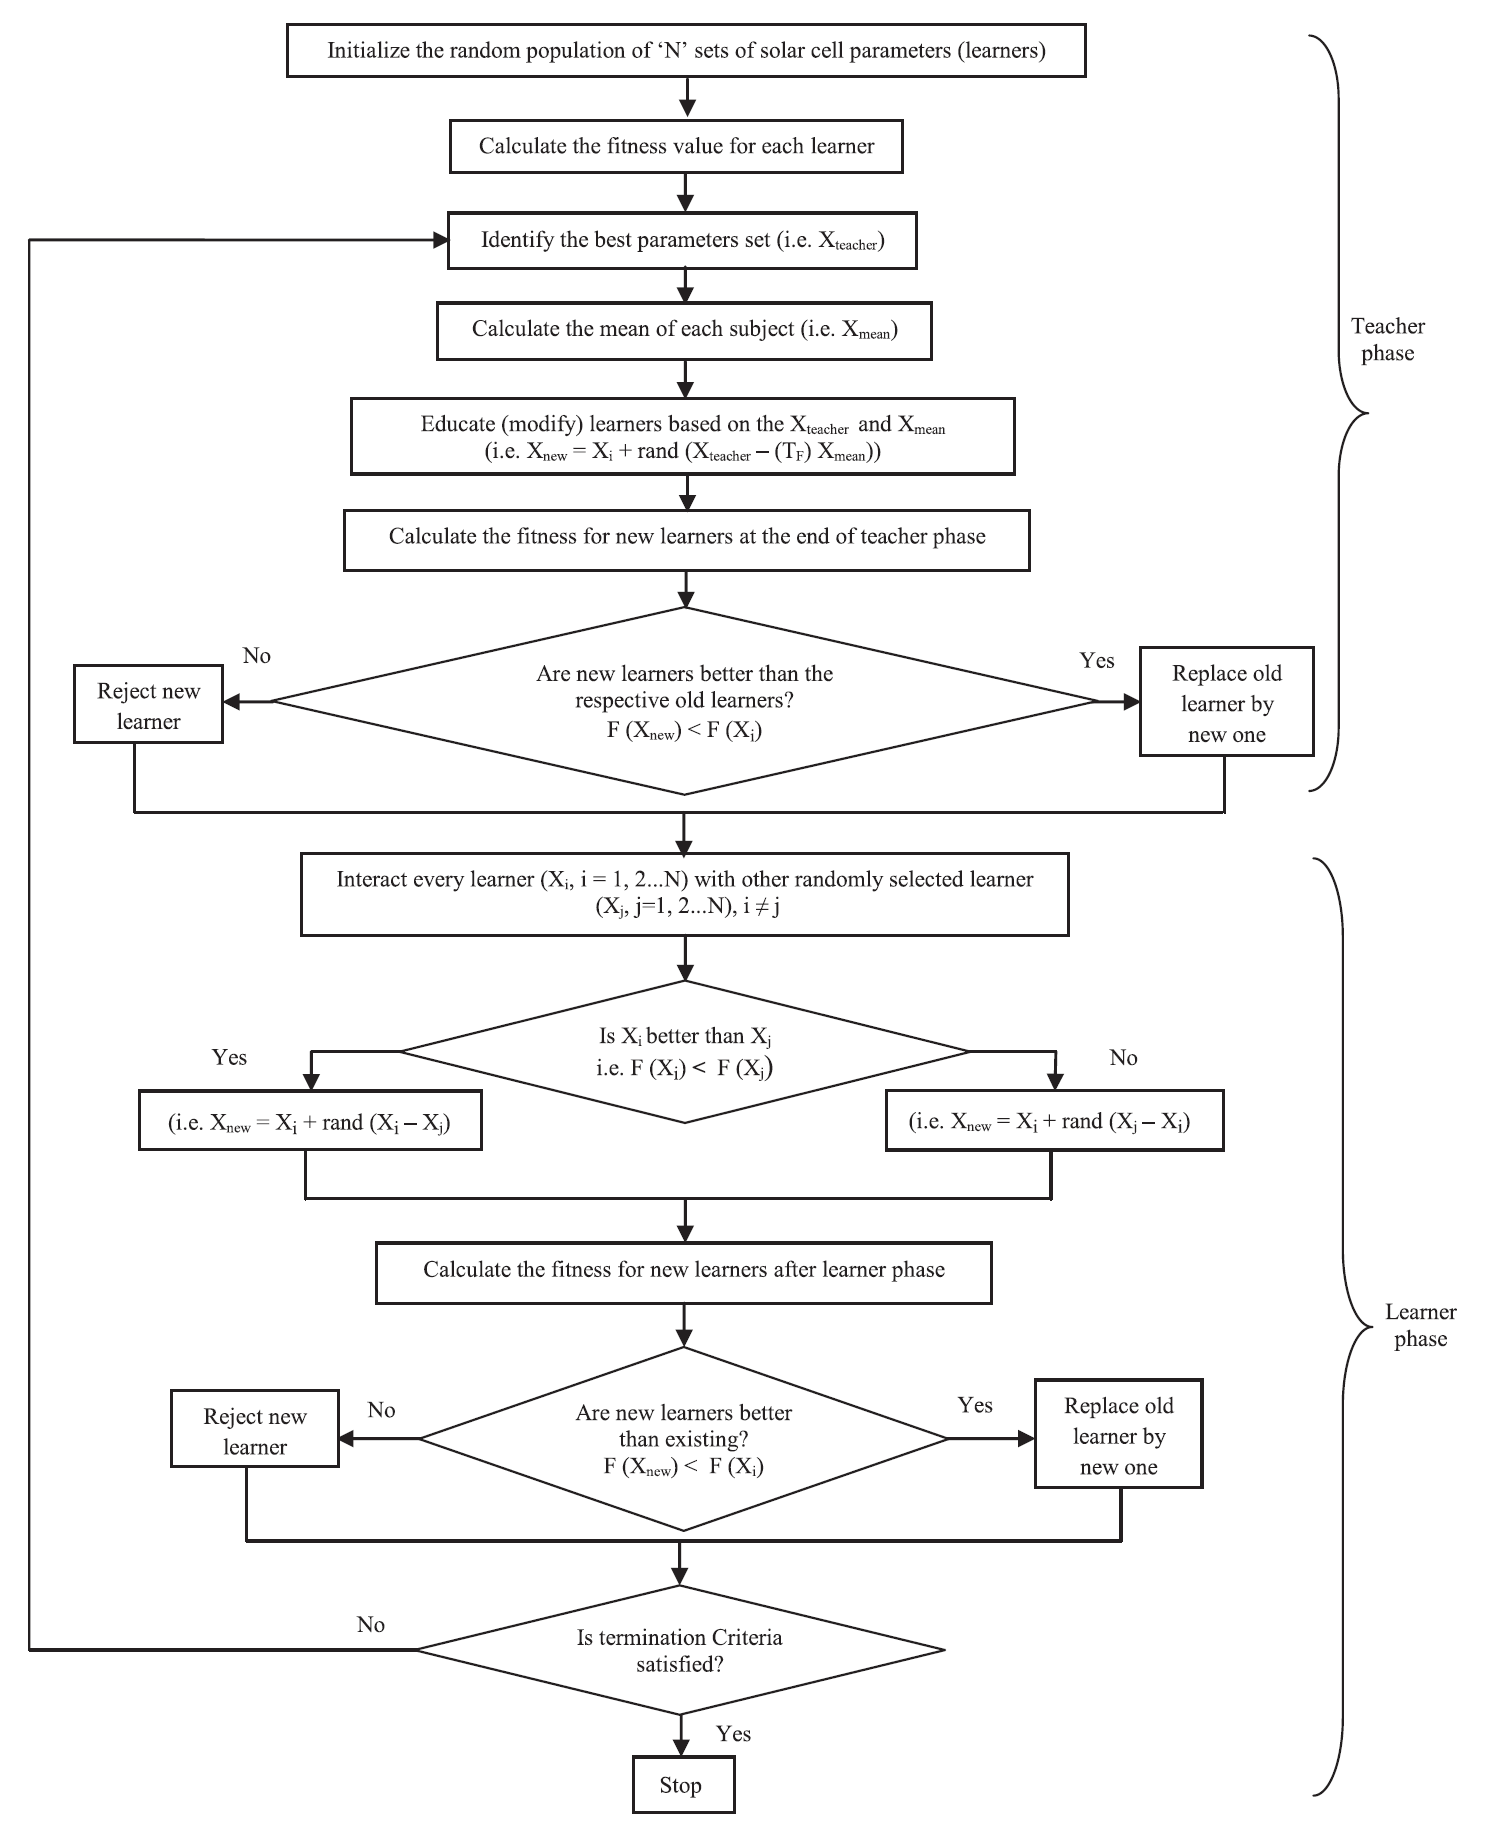 Initialize the random population of ‘N’ sets of solar cell parameters (learners)
Calculate the fitness value for each learner
Identify the best parameters set (i.e. Xteacher)
Calculate the mean of each subject (i.e. Xmean)
Teacher
phase
Educate (modify) learners based on the Xteacher and Xmean
(i.e. Xnew = Xi + rand (Xteacher – (TF) Xmean))
Calculate the fitness for new learners at the end of teacher phase
No
Yes
Reject new
learner
Are new learners better than the
respective old learners?
F (Xnew) < F (Xi)
Replace old
learner by
new one
Interact every learner (Xi, i = 1, 2...N) with other randomly selected learner
(Xj, j=1, 2...N), i ≠ j
Is Xi better than Xj
i.e. F (Xi) < F (Xj)
Yes
No
(i.e. Xnew = Xi + rand (Xi – Xj)
(i.e. Xnew = Xi + rand (Xj – Xi)
Calculate the fitness for new learners after learner phase
Learner
phase
Reject new
learner
No
Are new learners better
than existing?
F (Xnew) < F (Xi)
Yes
Replace old
learner by
new one
No
Is termination Criteria
satisfied?
Yes
Stop